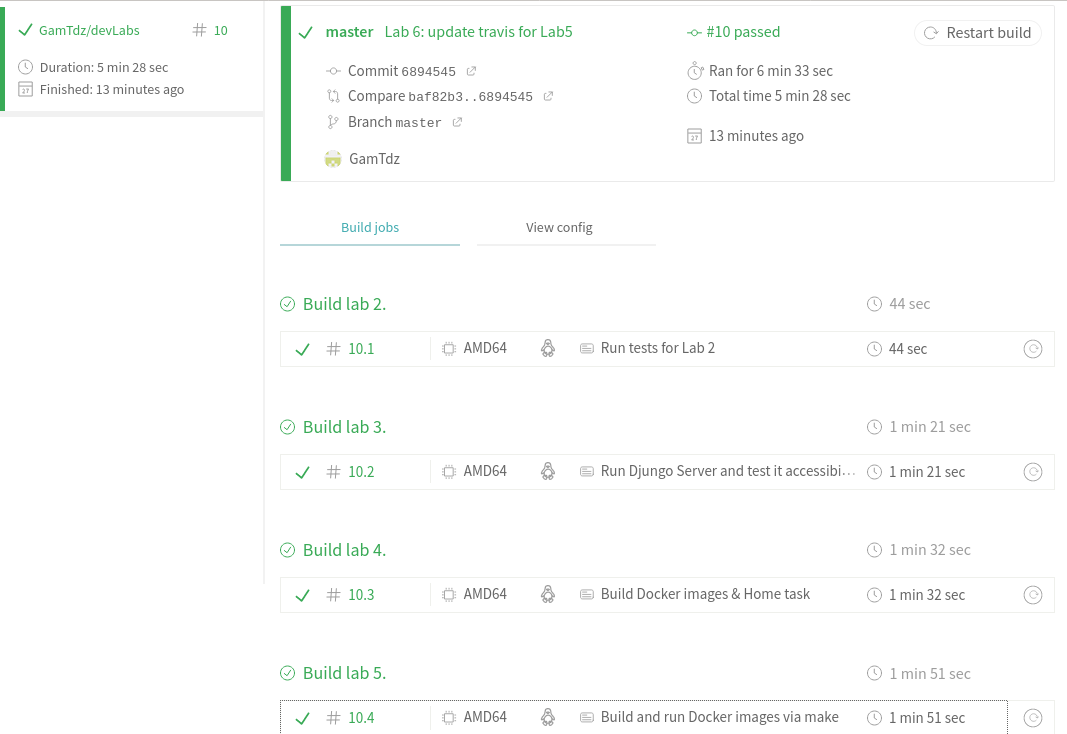 GamTdz/devLabs # 10
Duration: 5 min 28 sec
Finished: 13 minutes ago
master Lab 6: update travis for Lab5
#10 passed
Restart build
Commit 6894545
Ran for 6 min 33 sec
Compare baf82b3..6894545
Total time 5 min 28 sec
Branch master
27 13 minutes ago
GamTdz
Build jobs
View config
Build lab 2.
44 sec
# 10.1 AMD64 Run tests for Lab 2 44 sec
Build lab 3.
1 min 21 sec
# 10.2 AMD64 Run Djungo Server and test it accessibi… 1 min 21 sec
Build lab 4.
1 min 32 sec
# 10.3 AMD64 Build Docker images & Home task 1 min 32 sec
Build lab 5.
1 min 51 sec
# 10.4 AMD64 Build and run Docker images via make 1 min 51 sec